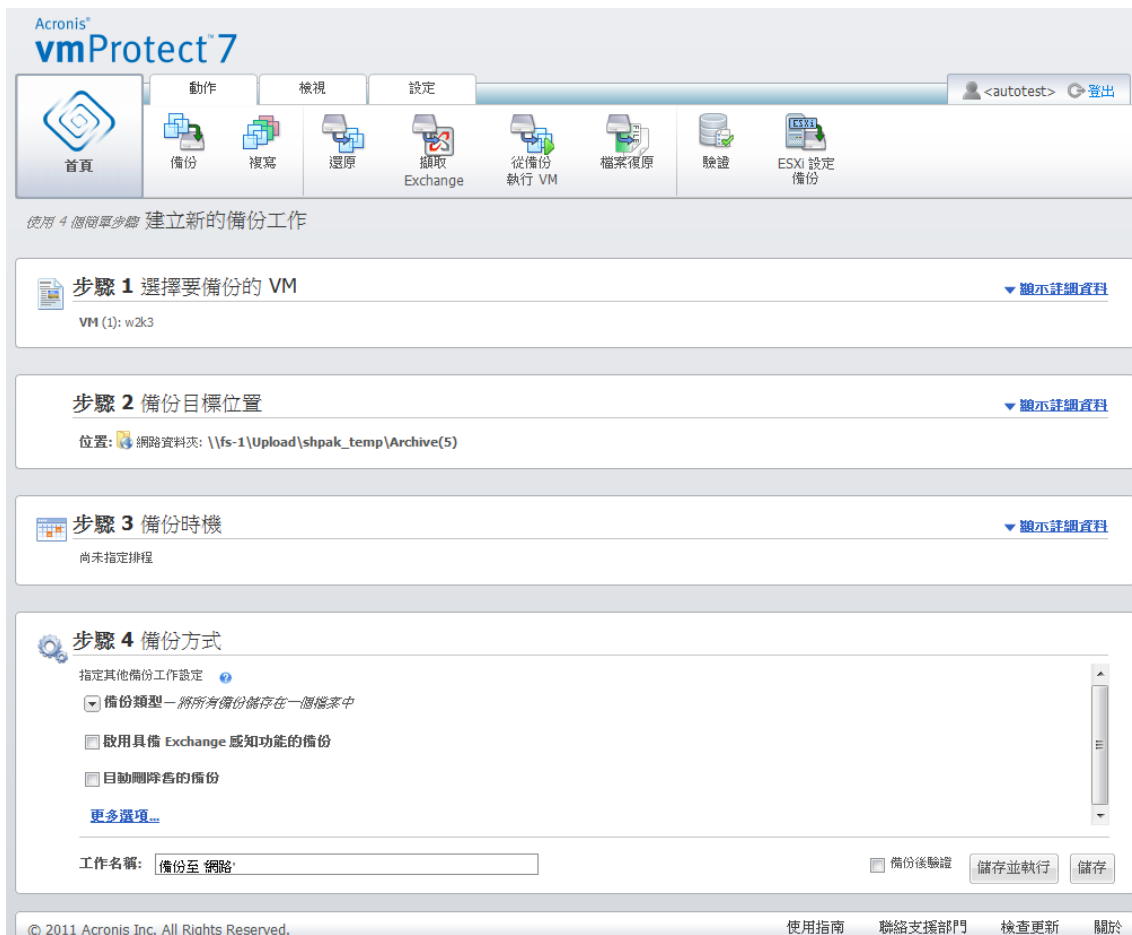 Acronis®
vmProtect™7
動作
檢視
設定
<autotest>
登出
首頁
備份
複寫
還原
擷取
Exchange
從備份
執行 VM
檔案復原
驗證
ESXi 設定
備份
使用 4 個簡單步驟 建立新的備份工作
步驟 1 選擇要備份的 VM
顯示詳細資料
VM (1): w2k3
步驟 2 備份目標位置
顯示詳細資料
位置: 網路資料夾: \\fs-1\Upload\shpak_temp\Archive(5)
步驟 3 備份時機
顯示詳細資料
尚未指定排程
步驟 4 備份方式
指定其他備份工作設定
備份類型 – 將所有備份儲存在一個檔案中
啟用具備 Exchange 感知功能的備份
自動刪除舊的備份
更多選項...
工作名稱: 備份至 '網路'
備份後驗證
儲存並執行
儲存
© 2011 Acronis Inc. All Rights Reserved.
使用指南
聯絡支援部門
檢查更新
關於